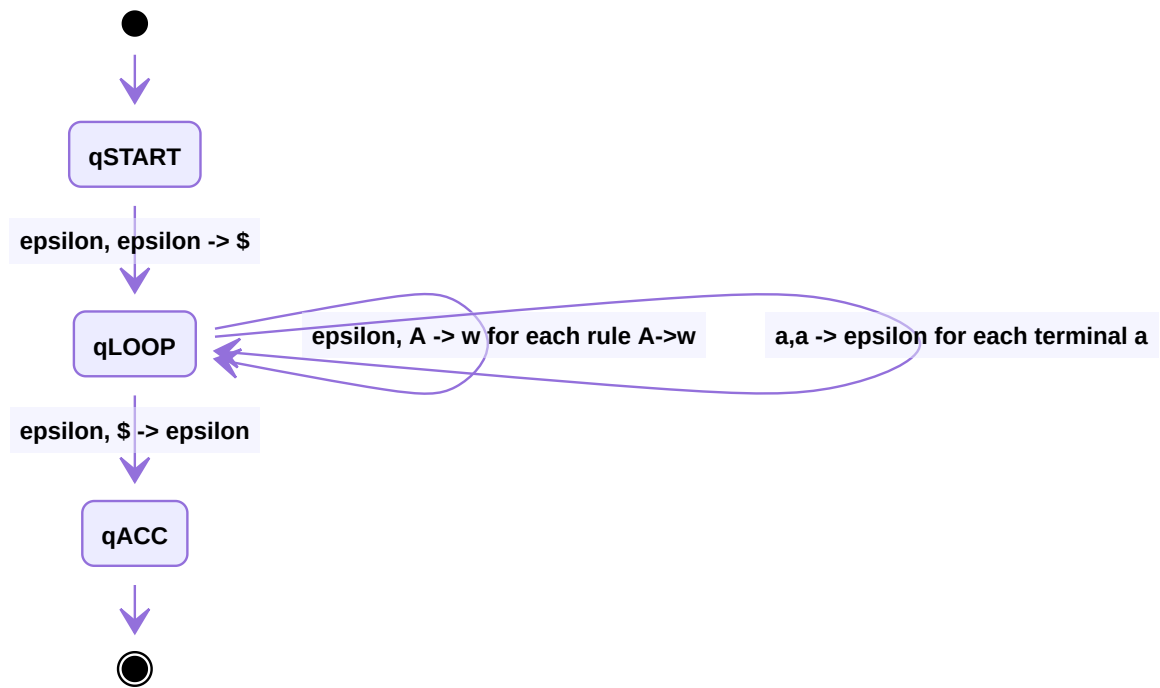 qSTART
epsilon, epsilon -> $
qLOOP
epsilon, A -> w for each rule A->w
a,a -> epsilon for each terminal a
epsilon, $ -> epsilon
qACC